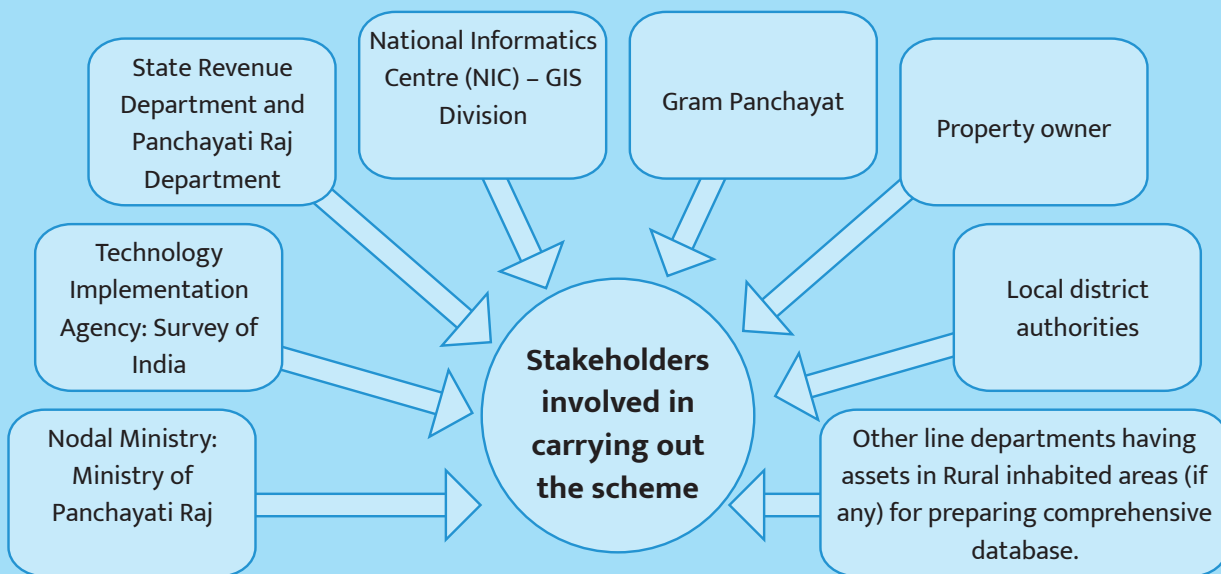 State Revenue
Department and
Panchayati Raj
Department
National Informatics
Centre (NIC) – GIS
Division
Gram Panchayat
Property owner
Technology
Implementation
Agency: Survey of
India
Local district
authorities
Nodal Ministry:
Ministry of
Panchayati Raj
Stakeholders
involved in
carrying out
the scheme
Other line departments having
assets in Rural inhabited areas (if
any) for preparing comprehensive
database.